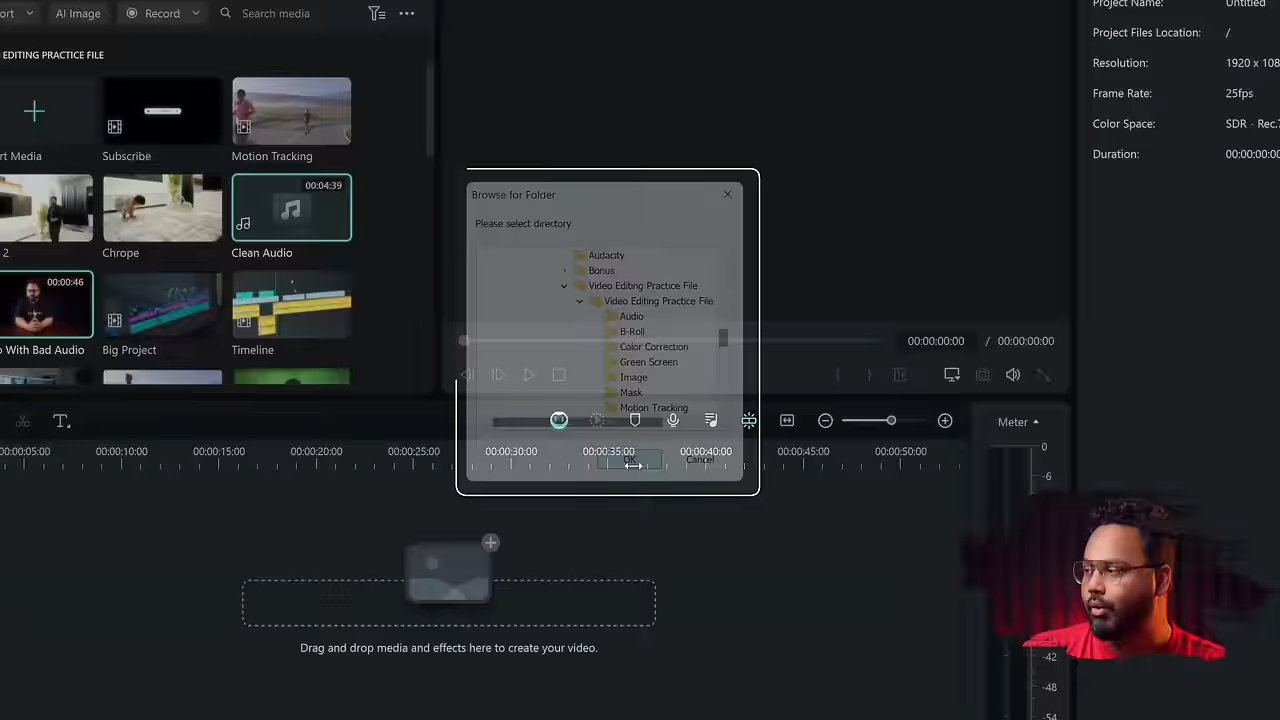 ort
AI Image
Record
Search media
EDITING PRACTICE FILE
rt Media
Subscribe
Motion Tracking
2
Chrope
00:04:39
Clean Audio
00:00:46
o With Bad Audio
Big Project
Timeline
Project Name:
Untitled
Project Files Location:
/
Resolution:
1920 x 108
Frame Rate:
25fps
Color Space:
SDR - Rec.7
Duration:
00:00:00:00
Browse for Folder
Please select directory
Audacity
Bonus
Video Editing Practice File
Video Editing Practice File
Audio
B-Roll
Color Correction
Green Screen
Image
Mask
Motion Tracking
OK
Cancel
00:00:00:00 / 00:00:00:00
T
Meter
00:00:05:00
00:00:10:00
00:00:15:00
00:00:20:00
00:00:25:00
00:00:30:00
00:00:35:00
00:00:40:00
00:00:45:00
00:00:50:00
0
-6
-42
-48
-54
Drag and drop media and effects here to create your video.